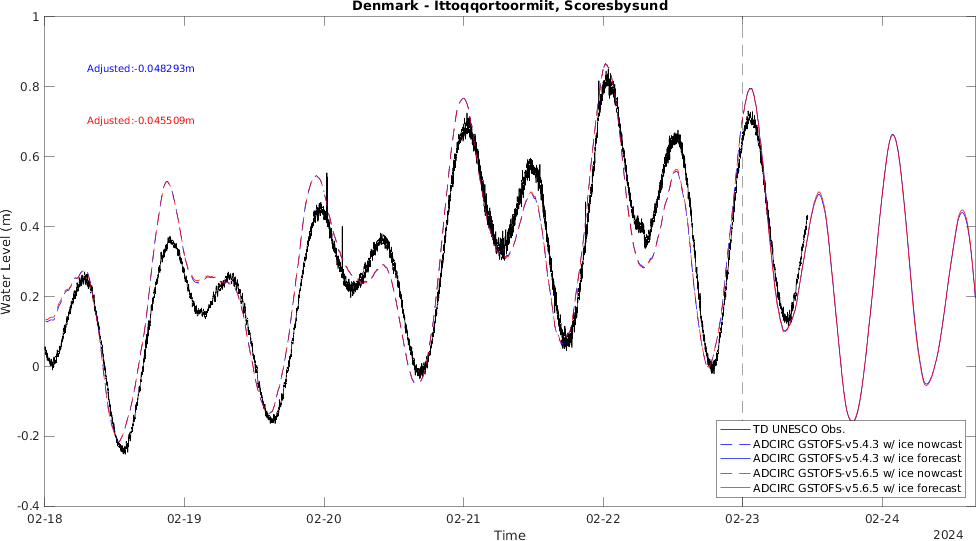 Denmark - Ittoqqortoormiit, Scoresbysund
Adjusted:-0.048293m
Adjusted:-0.045509m
Water Level (m)
1
0.8
0.6
0.4
0.2
0
-0.2
-0.4
02-18 02-19 02-20 02-21 02-22 02-23 02-24
Time
2024
TD UNESCO Obs.
ADCIRC GSTOFS-v5.4.3 w/ ice nowcast
ADCIRC GSTOFS-v5.4.3 w/ ice forecast
ADCIRC GSTOFS-v5.6.5 w/ ice nowcast
ADCIRC GSTOFS-v5.6.5 w/ ice forecast